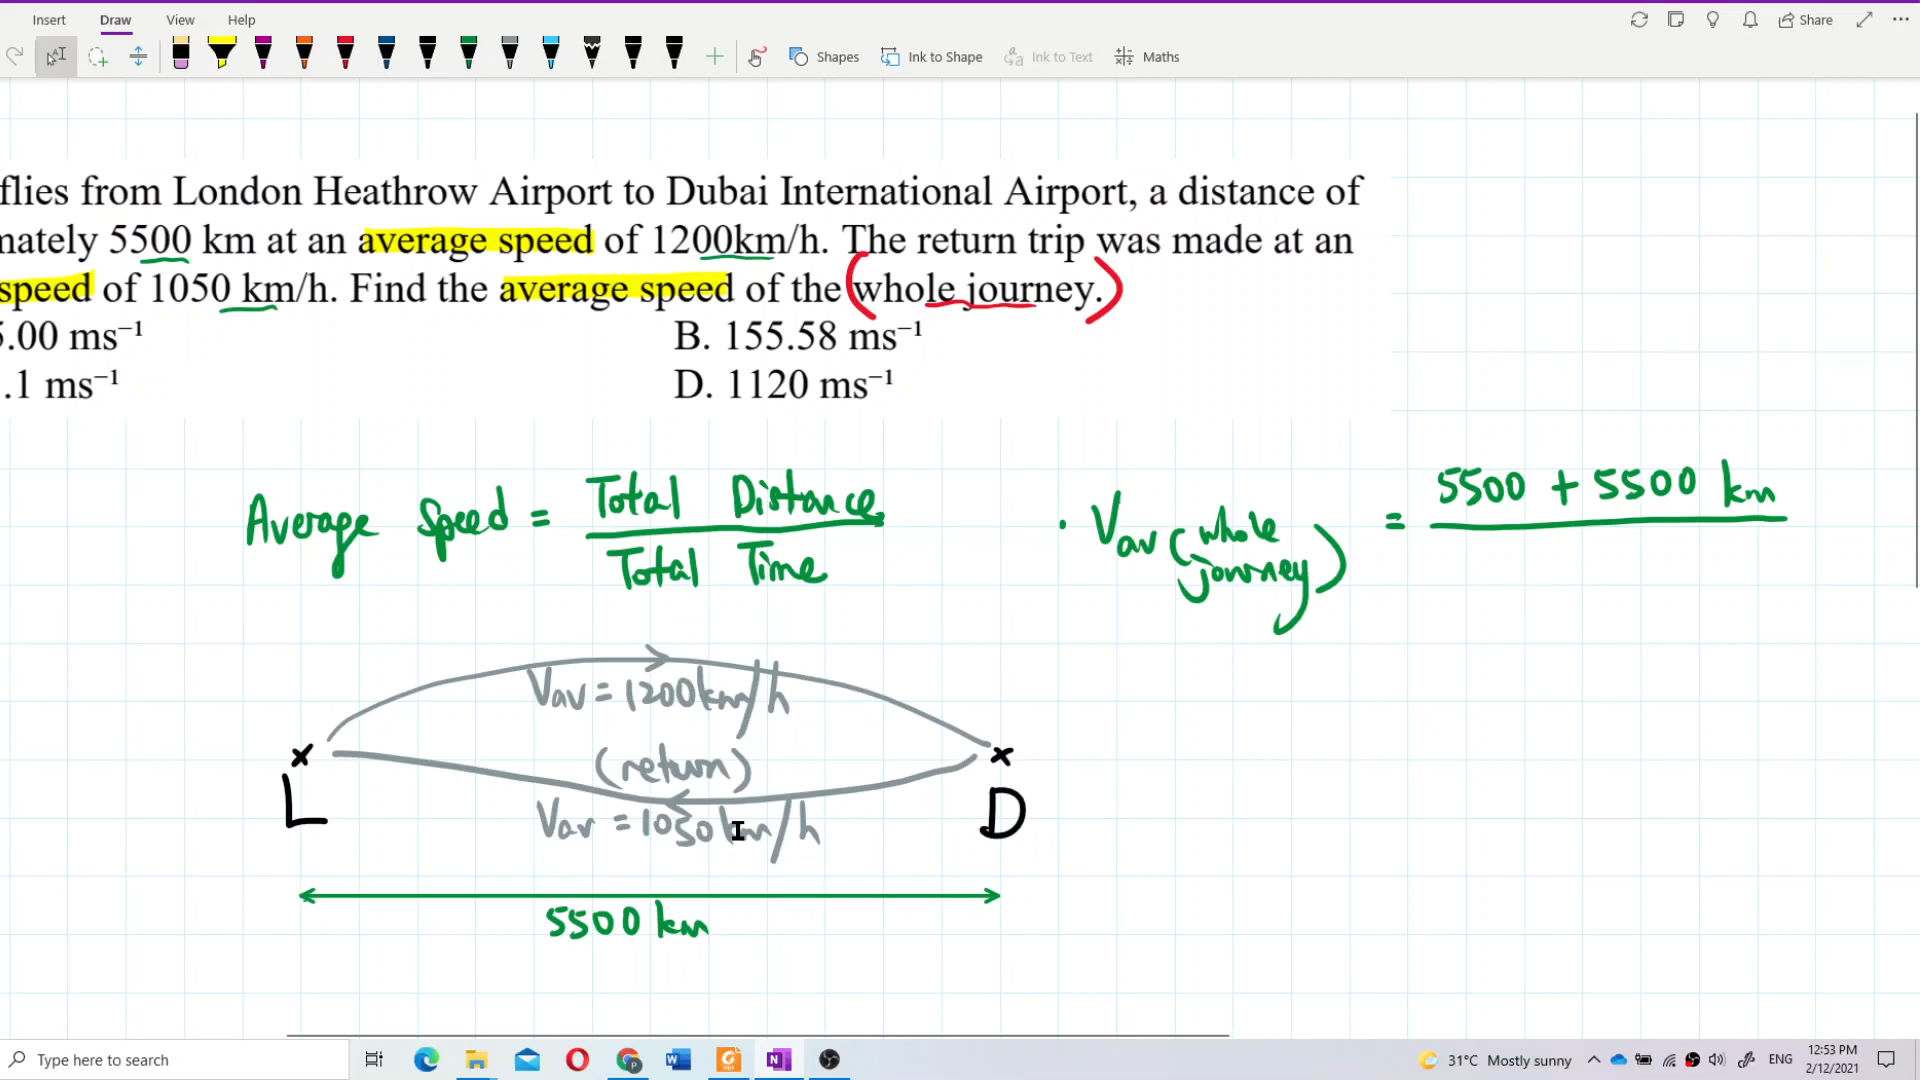 Insert Draw View Help
Share
Shapes Ink to Shape Ink to Text Maths
flies from London Heathrow Airport to Dubai International Airport, a distance of
mately 5500 km at an average speed of 1200km/h. The return trip was made at an
speed of 1050 km/h. Find the average speed of the (whole journey.)
5.00 ms⁻¹ B. 155.58 ms⁻¹
.1 ms⁻¹ D. 1120 ms⁻¹
Average Speed = Total Distance / Total Time
Vav (whole journey) = 5500 + 5500 km
Vav = 1200km/h
x (return) x
L Vav = 1050 km/h D
5500 km
Type here to search
31°C Mostly sunny ENG 12:53 PM
2/12/2021